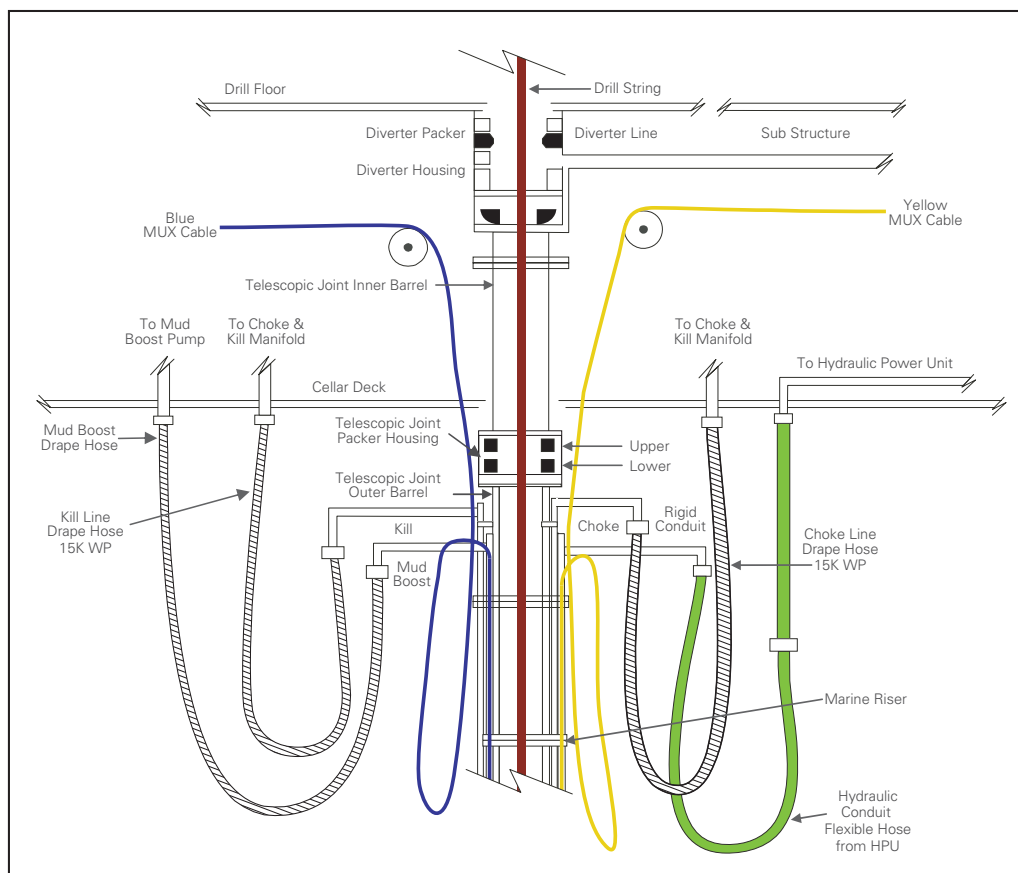 Drill Floor
Drill String
Diverter Packer
Diverter Line
Sub Structure
Diverter Housing
Blue
MUX Cable
Yellow
MUX Cable
Telescopic Joint Inner Barrel
To Mud
Boost Pump
To Choke &
Kill Manifold
To Choke &
Kill Manifold
To Hydraulic Power Unit
Cellar Deck
Mud Boost
Drape Hose
Telescopic Joint
Packer Housing
Upper
Lower
Telescopic Joint
Outer Barrel
Kill Line
Drape Hose
15K WP
Kill
Choke
Rigid
Conduit
Choke Line
Drape Hose
15K WP
Mud
Boost
Marine Riser
Hydraulic
Conduit
Flexible Hose
from HPU